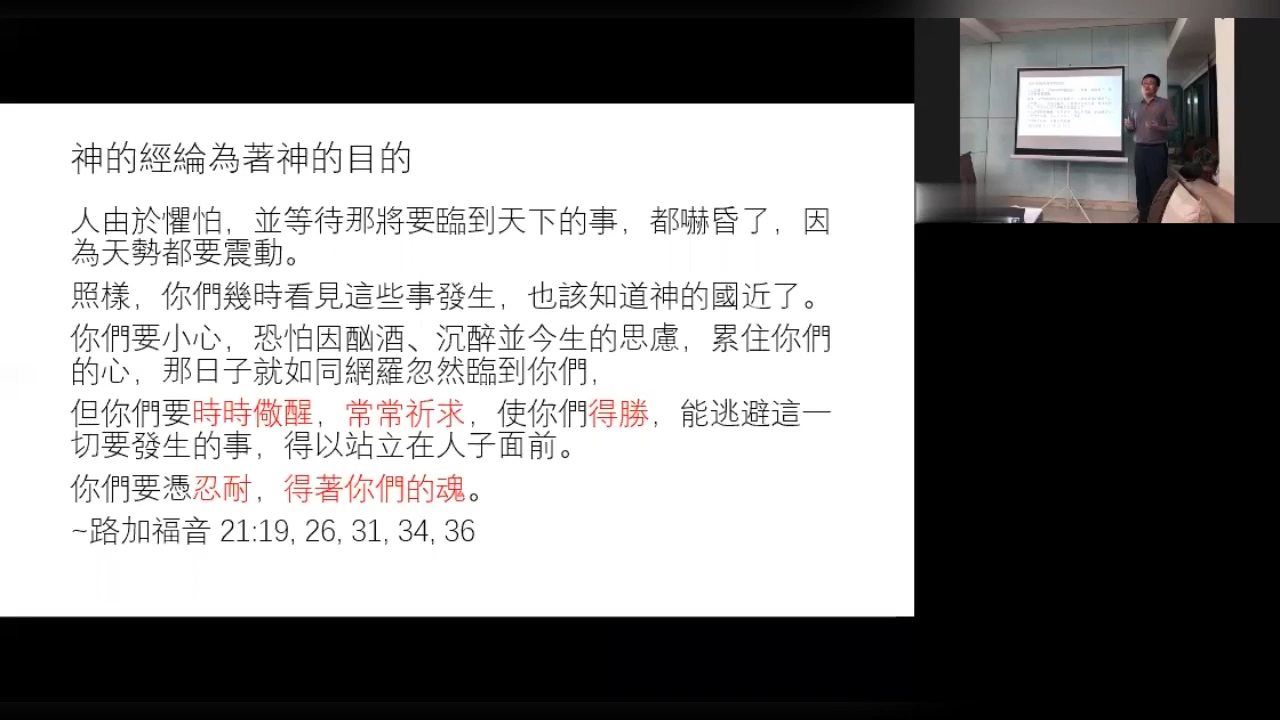 神的經綸為著神的目的
人由於懼怕，並等待那將要臨到天下的事，都嚇昏了，因
為天勢都要震動。
照樣，你們幾時看見這些事發生，也該知道神的國近了。
你們要小心，恐怕因酗酒、沉醉並今生的思慮，累住你們
的心，那日子就如同網羅忽然臨到你們，
但你們要時時儆醒，常常祈求，使你們得勝，能逃避這一
切要發生的事，得以站立在人子面前。
你們要憑忍耐，得著你們的魂。
~路加福音 21:19, 26, 31, 34, 36